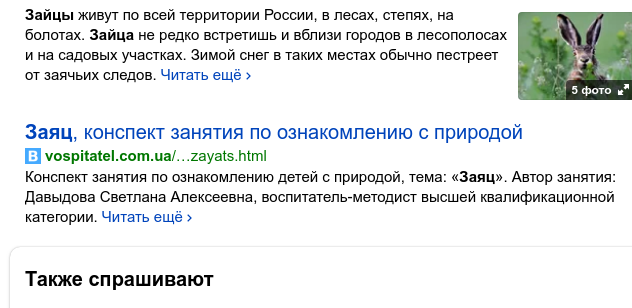 Зайцы живут по всей территории России, в лесах, степях, на
болотах. Зайца не редко встретишь и вблизи городов в лесополосах
и на садовых участках. Зимой снег в таких местах обычно пестреет
от заячьих следов. Читать ещё ›
5 фото
Заяц, конспект занятия по ознакомлению с природой
B vospitatel.com.ua/…zayats.html
Конспект занятия по ознакомлению детей с природой, тема: «Заяц». Автор занятия:
Давыдова Светлана Алексеевна, воспитатель-методист высшей квалификационной
категории. Читать ещё ›
Также спрашивают